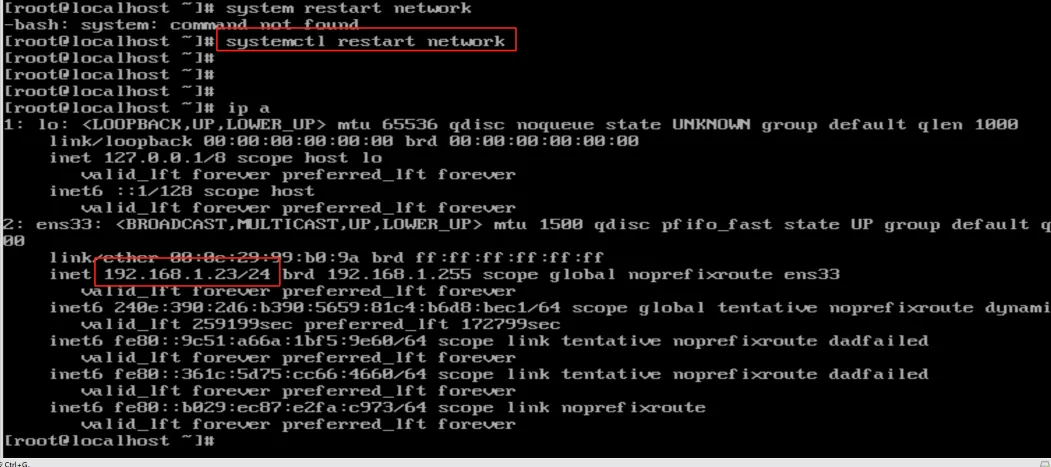 [root@localhost ~]# system restart network
-bash: system: command not found
[root@localhost ~]# systemctl restart network
[root@localhost ~]#
[root@localhost ~]#
[root@localhost ~]#
[root@localhost ~]# ip a
1: lo: <LOOPBACK,UP,LOWER_UP> mtu 65536 qdisc noqueue state UNKNOWN group default qlen 1000
link/loopback 00:00:00:00:00:00 brd 00:00:00:00:00:00
inet 127.0.0.1/8 scope host lo
valid_lft forever preferred_lft forever
inet6 ::1/128 scope host
valid_lft forever preferred_lft forever
2: ens33: <BROADCAST,MULTICAST,UP,LOWER_UP> mtu 1500 qdisc pfifo_fast state UP group default q
00
link/ether 00:0c:29:99:b0:9a brd ff:ff:ff:ff:ff:ff
inet 192.168.1.23/24 brd 192.168.1.255 scope global noprefixroute ens33
valid_lft forever preferred_lft forever
inet6 240e:390:2d6:b390:5659:81c4:b6d8:bec1/64 scope global tentative noprefixroute dynami
valid_lft 259199sec preferred_lft 172799sec
inet6 fe80::9c51:a66a:1bf5:9e60/64 scope link tentative noprefixroute dadfailed
valid_lft forever preferred_lft forever
inet6 fe80::361c:5d75:cc66:4660/64 scope link tentative noprefixroute dadfailed
valid_lft forever preferred_lft forever
inet6 fe80::b029:ec87:e2fa:c973/64 scope link noprefixroute
valid_lft forever preferred_lft forever
[root@localhost ~]#
Ctrl+G.